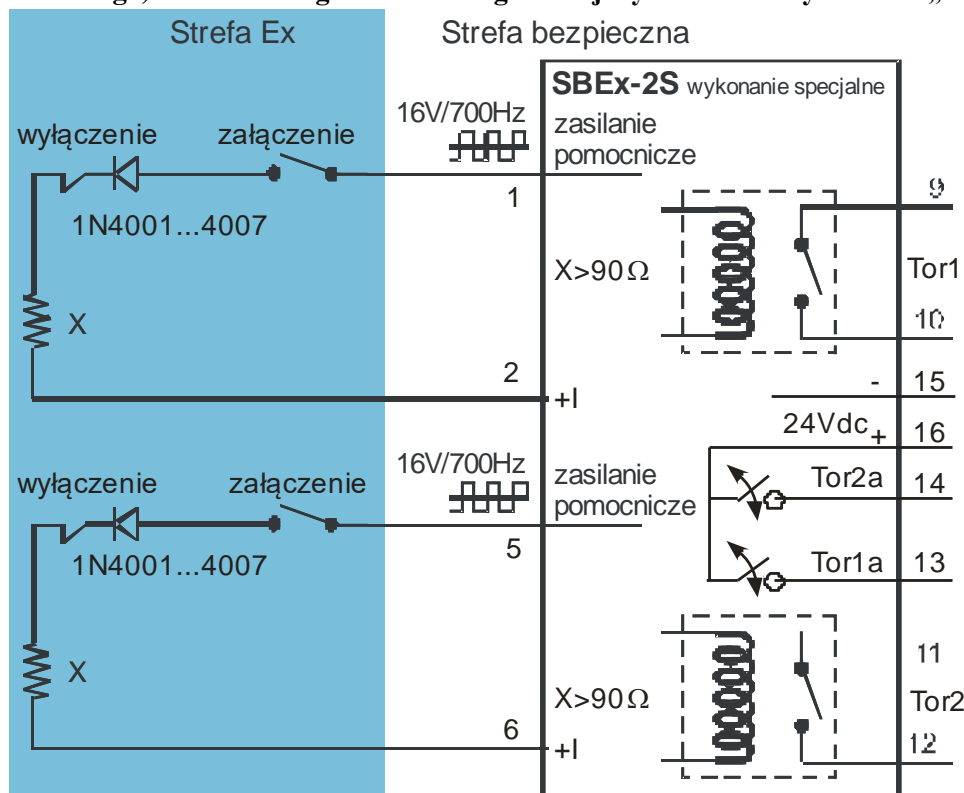 Strefa Ex
Strefa bezpieczna
SBEx-2S wykonanie specjalne
16V/700Hz
zasilanie
pomocnicze
wyłączenie
załączenie
1
9
1N4001...4007
X>90Ω
Tor1
X
10
2
+I
-
15
24Vdc
+
16
16V/700Hz
zasilanie
pomocnicze
wyłączenie
załączenie
Tor2a
14
5
1N4001...4007
Tor1a
13
X
X>90Ω
11
Tor2
6
+I
12